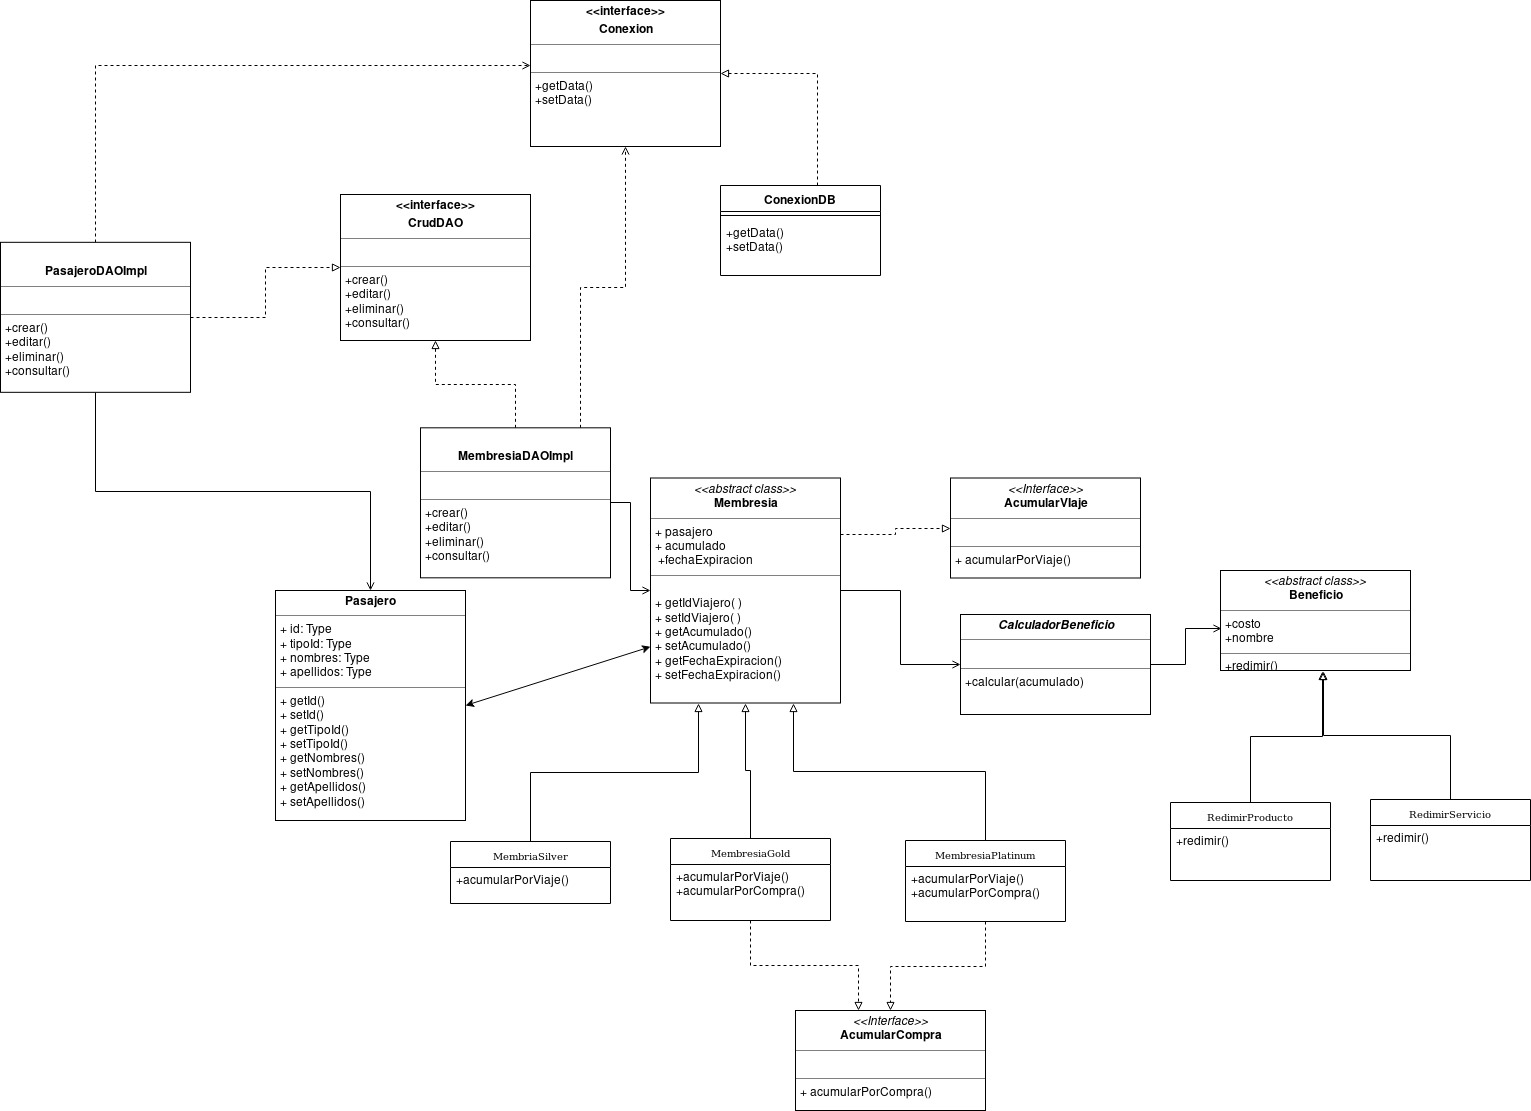 <<interface>>
Conexion
+getData()
+setData()
ConexionDB
+getData()
+setData()
<<interface>>
CrudDAO
+crear()
+editar()
+eliminar()
+consultar()
PasajeroDAOImpl
+crear()
+editar()
+eliminar()
+consultar()
MembresiaDAOImpl
+crear()
+editar()
+eliminar()
+consultar()
<<abstract class>>
Membresia
+ pasajero
+ acumulado
+fechaExpiracion
+ getIdViajero( )
+ setIdViajero( )
+ getAcumulado()
+ setAcumulado()
+ getFechaExpiracion()
+ setFechaExpiracion()
<<Interface>>
AcumularVIaje
+ acumularPorViaje()
<<abstract class>>
Beneficio
+costo
+nombre
+redimir()
CalculadorBeneficio
+calcular(acumulado)
Pasajero
+ id: Type
+ tipoId: Type
+ nombres: Type
+ apellidos: Type
+ getId()
+ setId()
+ getTipoId()
+ setTipoId()
+ getNombres()
+ setNombres()
+ getApellidos()
+ setApellidos()
MembriaSilver
+acumularPorViaje()
MembresiaGold
+acumularPorViaje()
+acumularPorCompra()
MembresiaPlatinum
+acumularPorViaje()
+acumularPorCompra()
RedimirProducto
+redimir()
RedimirServicio
+redimir()
<<Interface>>
AcumularCompra
+ acumularPorCompra()